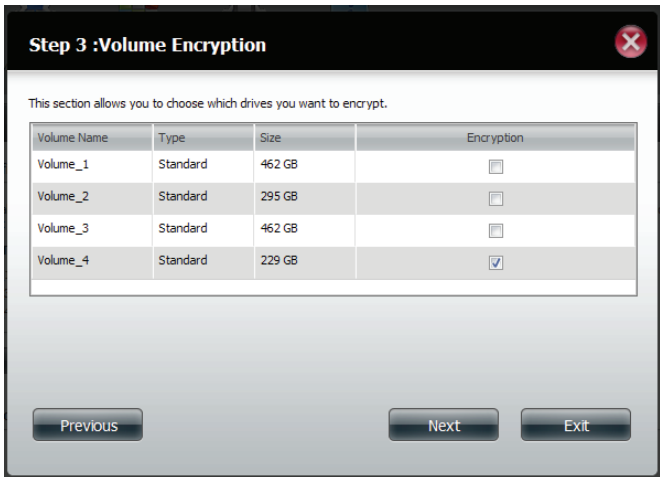 Step 3 :Volume Encryption
This section allows you to choose which drives you want to encrypt.
Volume Name Type Size Encryption
Volume_1 Standard 462 GB
Volume_2 Standard 295 GB
Volume_3 Standard 462 GB
Volume_4 Standard 229 GB
Previous Next Exit